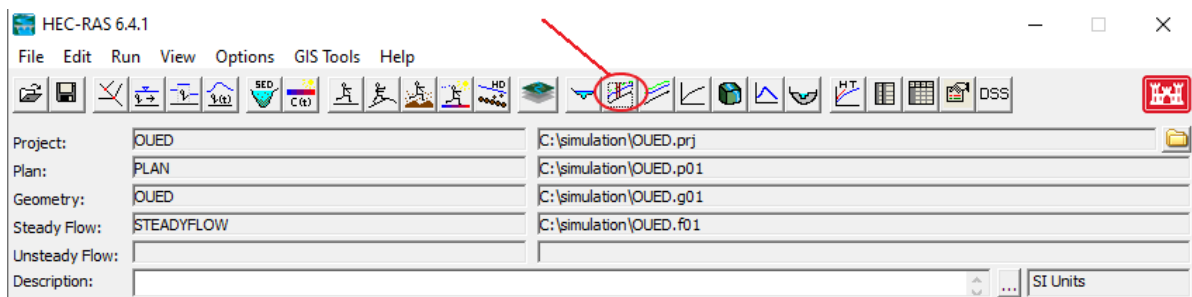 HEC-RAS 6.4.1
File Edit Run View Options GIS Tools Help
SED C(t) HD HT DSS
Project: OUED C:\simulation\OUED.prj
Plan: PLAN C:\simulation\OUED.p01
Geometry: OUED C:\simulation\OUED.g01
Steady Flow: STEADYFLOW C:\simulation\OUED.f01
Unsteady Flow:
Description: ... SI Units